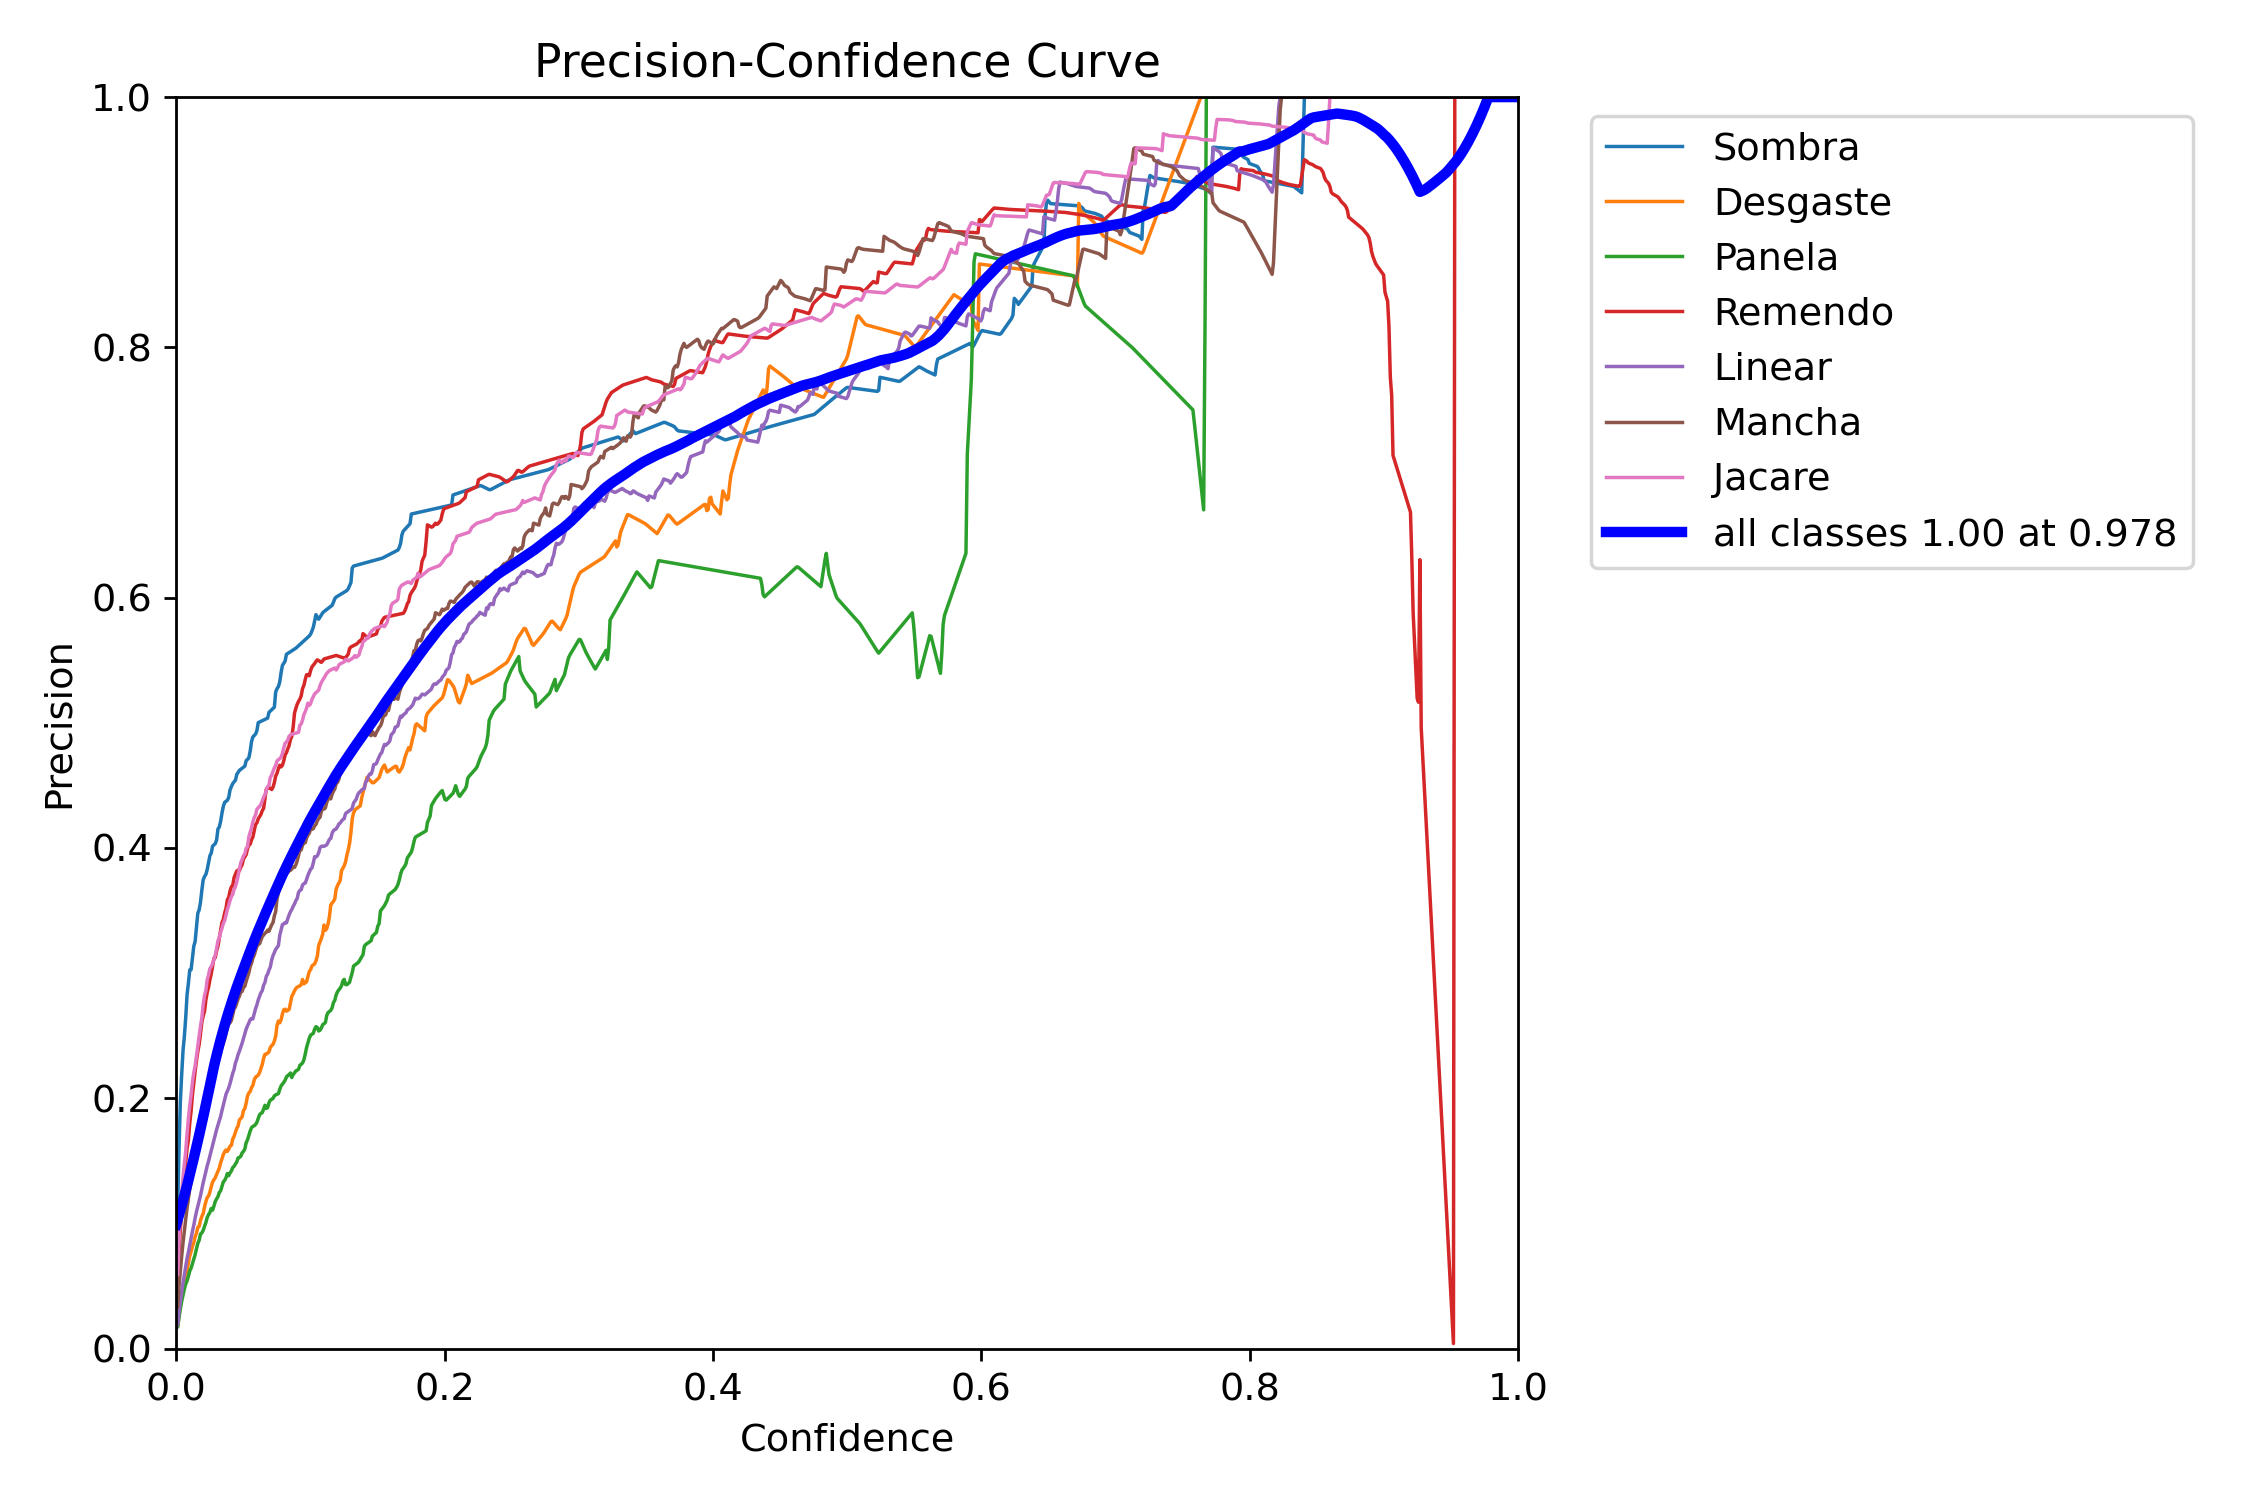 Precision-Confidence Curve
1.0
0.8
0.6
0.4
0.2
0.0
Precision
0.0 0.2 0.4 0.6 0.8 1.0
Confidence
Sombra
Desgaste
Panela
Remendo
Linear
Mancha
Jacare
all classes 1.00 at 0.978